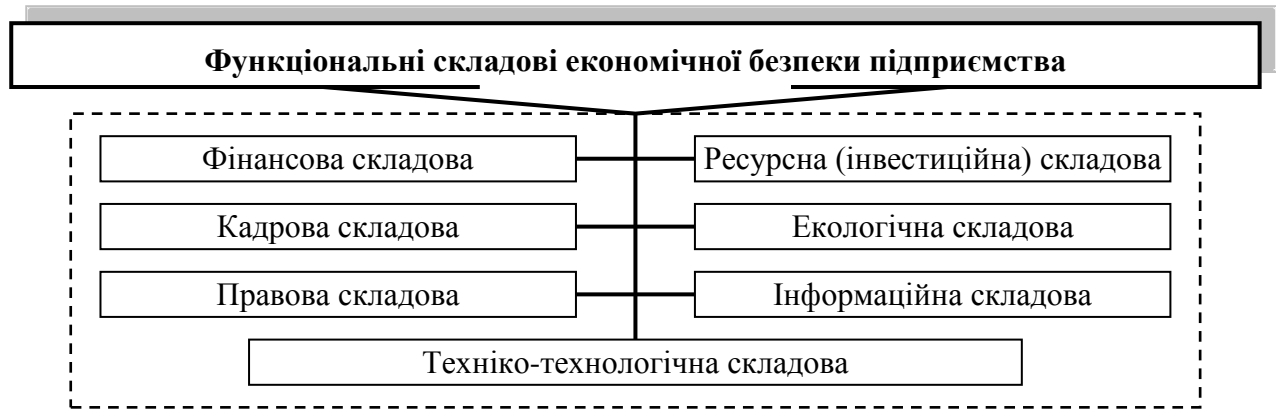 Функціональні складові економічної безпеки підприємства
Фінансова складова
Ресурсна (інвестиційна) складова
Кадрова складова
Екологічна складова
Правова складова
Інформаційна складова
Техніко-технологічна складова